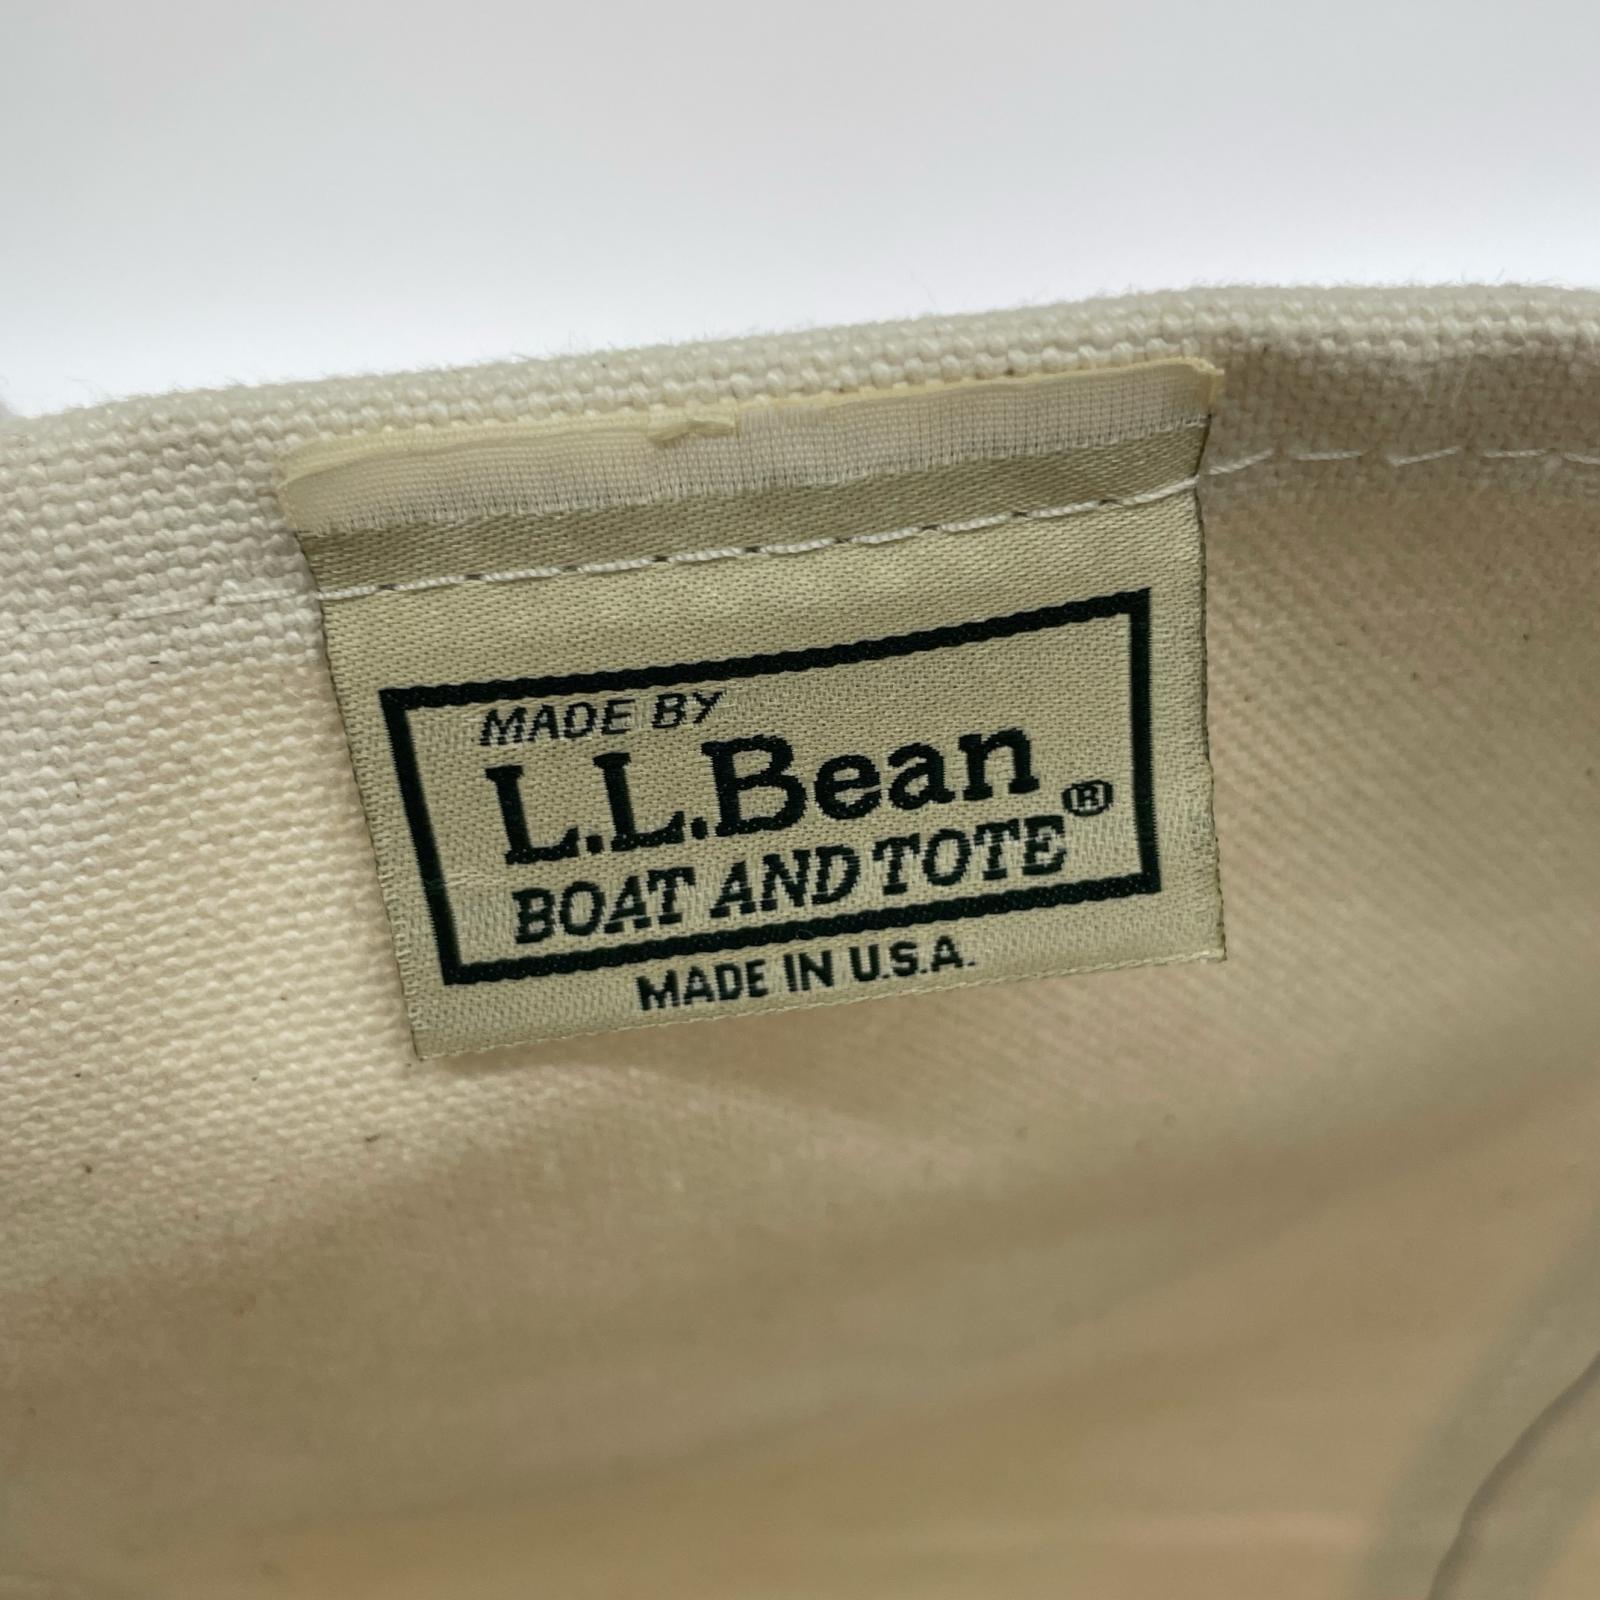 MADE BY
L.L.Bean®
BOAT AND TOTE
MADE IN U.S.A.